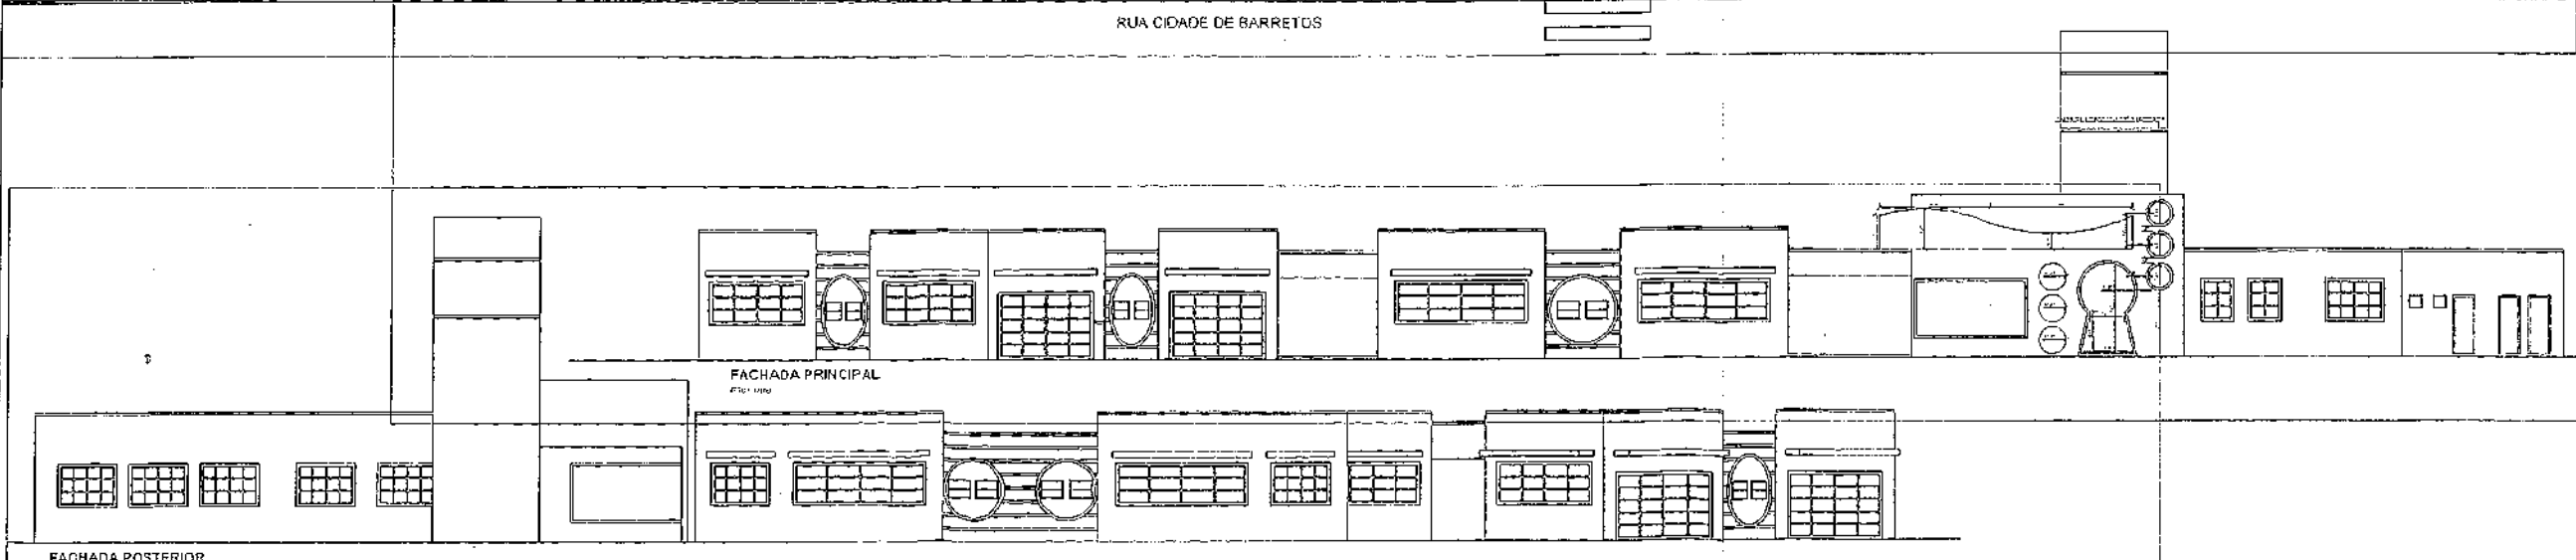 RUA CIDADE DE BARRETOS
FACHADA PRINCIPAL
FACHADA POSTERIOR